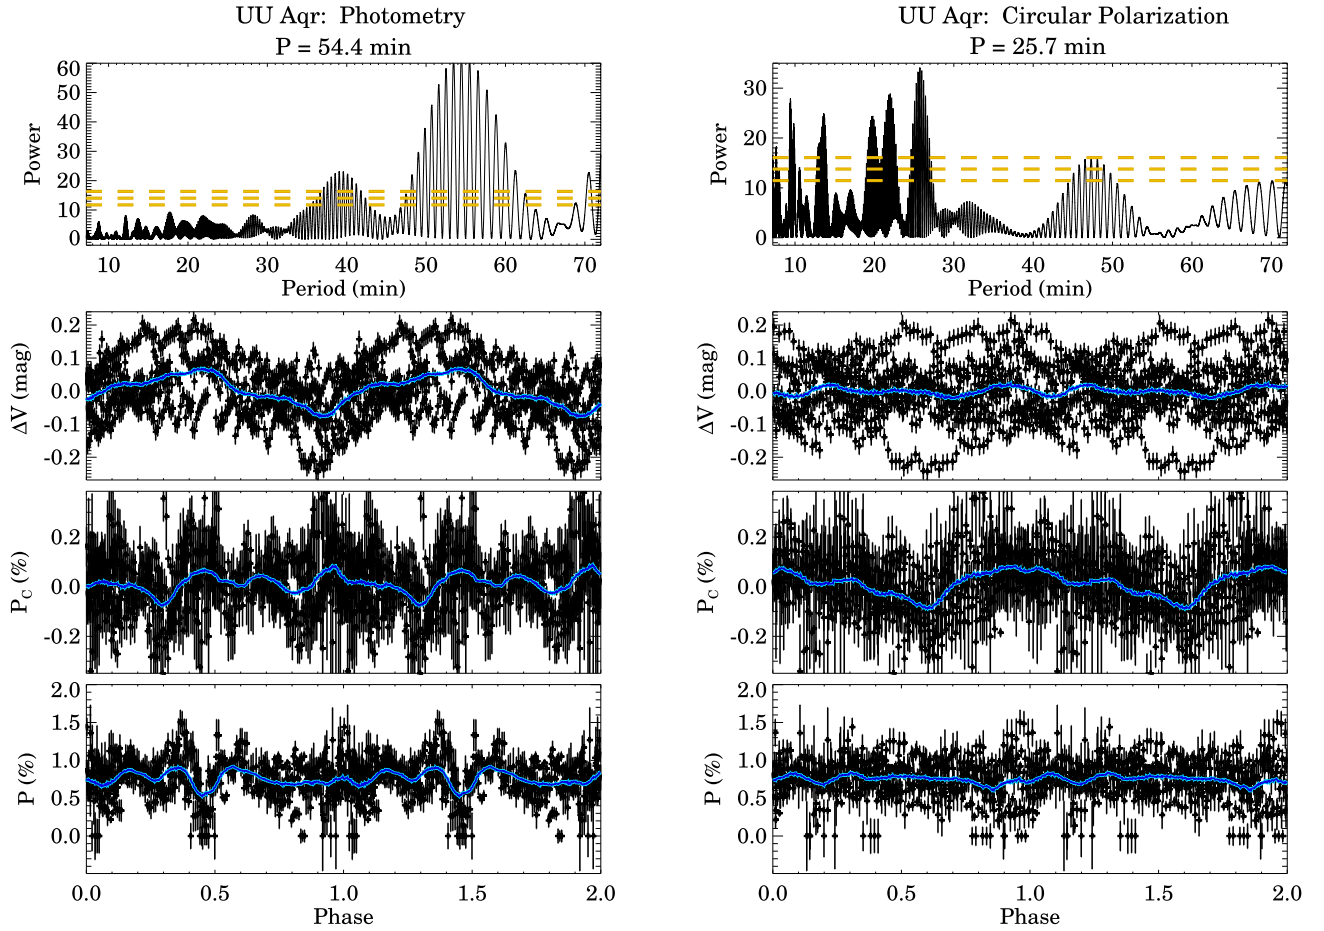 UU Aqr: Photometry
P = 54.4 min
60
50
40
30
20
10
0
Power
10 20 30 40 50 60 70
Period (min)
0.2
0.1
0.0
-0.1
-0.2
ΔV (mag)
0.2
0.0
-0.2
P_C (%)
2.0
1.5
1.0
0.5
0.0
P (%)
0.0 0.5 1.0 1.5 2.0
Phase
UU Aqr: Circular Polarization
P = 25.7 min
30
20
10
0
Power
10 20 30 40 50 60 70
Period (min)
0.2
0.1
0.0
-0.1
-0.2
ΔV (mag)
0.2
0.0
-0.2
P_C (%)
2.0
1.5
1.0
0.5
0.0
P (%)
0.0 0.5 1.0 1.5 2.0
Phase